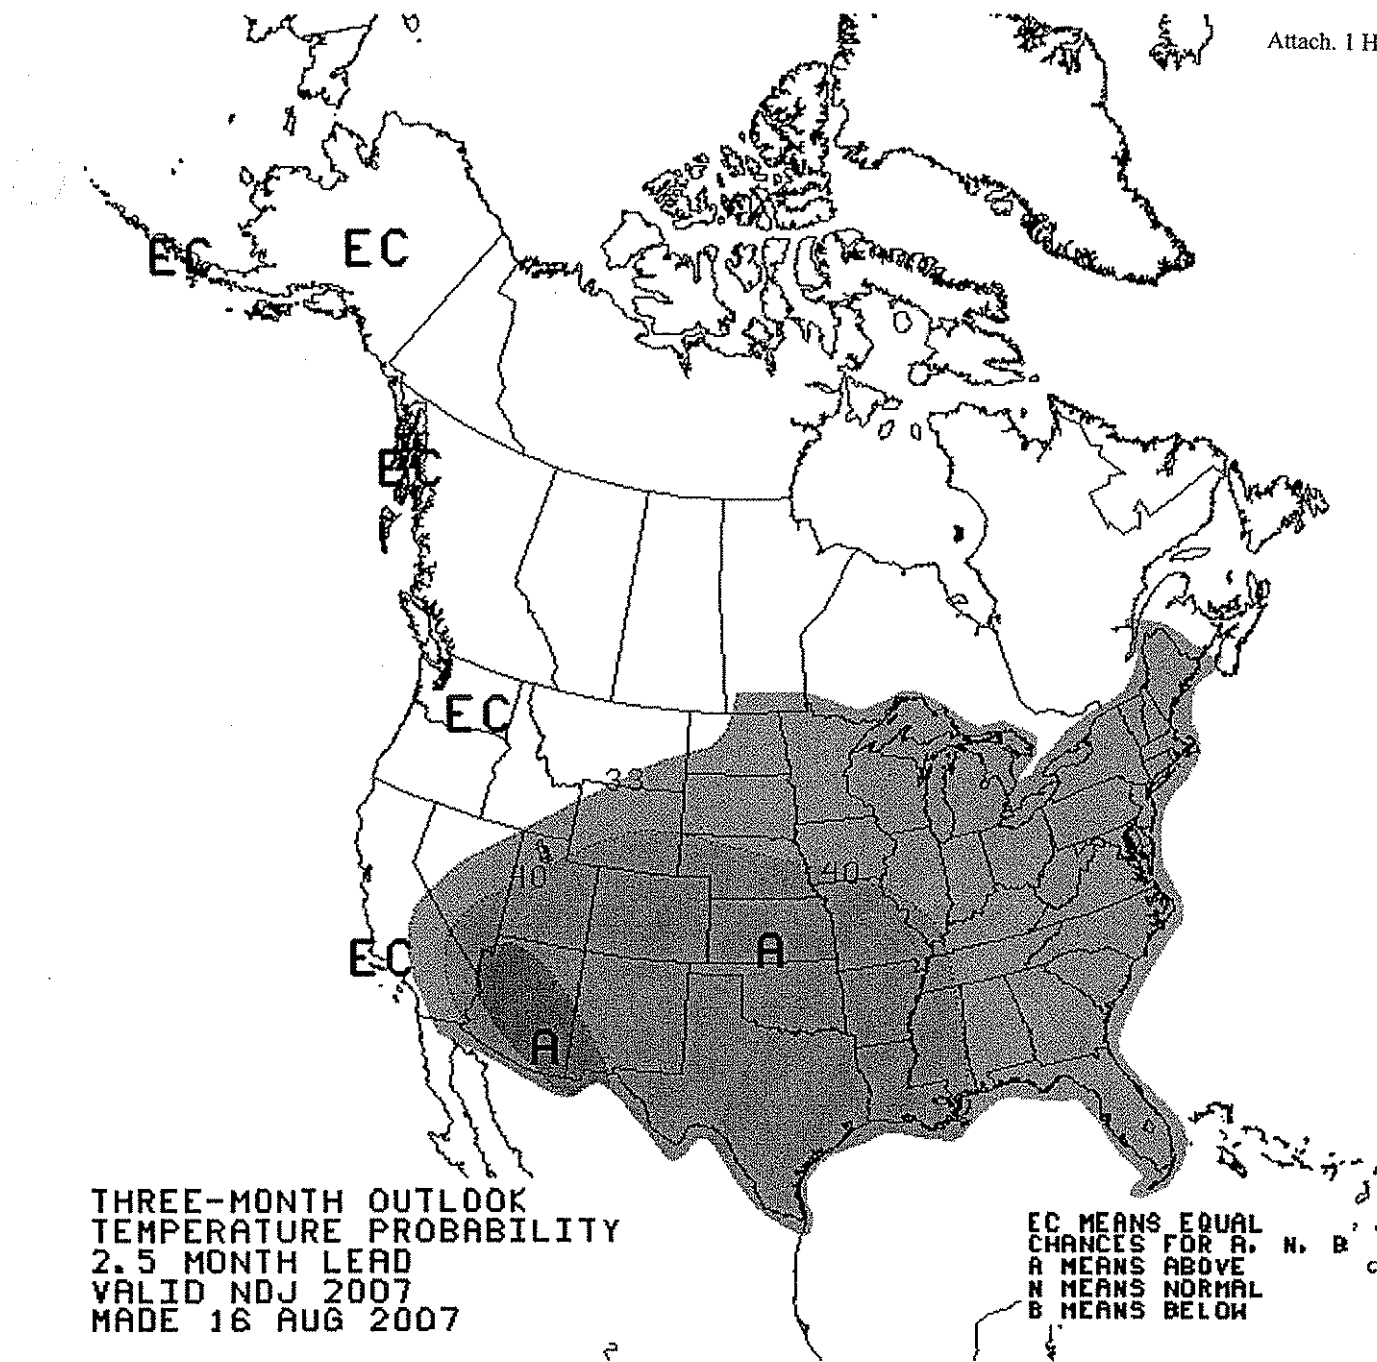 Attach. 1 H
EC
EC
EC
EC
33
40
40
A
EC
A
THREE-MONTH OUTLOOK
TEMPERATURE PROBABILITY
2.5 MONTH LEAD
VALID NDJ 2007
MADE 16 AUG 2007
EC MEANS EQUAL
CHANCES FOR A, N, B
A MEANS ABOVE
N MEANS NORMAL
B MEANS BELOW